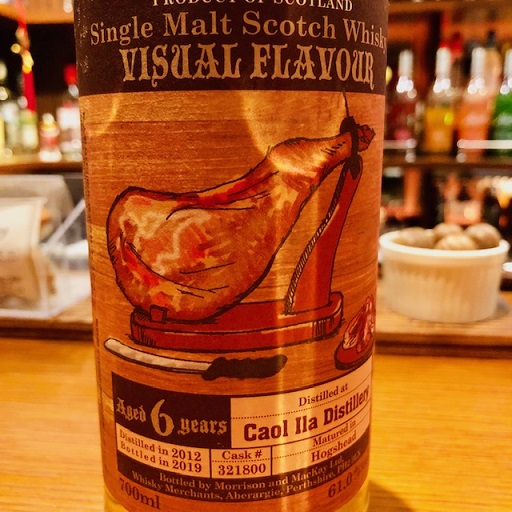 PRODUCT OF SCOTLAND
Single Malt Scotch Whisky
VISUAL FLAVOUR
Aged 6 years
Distilled at
Caol Ila Distillery
Distilled in 2012
Bottled in 2019
Cask #
321800
Matured in
Hogshead
Bottled by Morrison and MacKay Ltd.
Whisky Merchants, Aberargie, Perthshire,
700ml
61.0